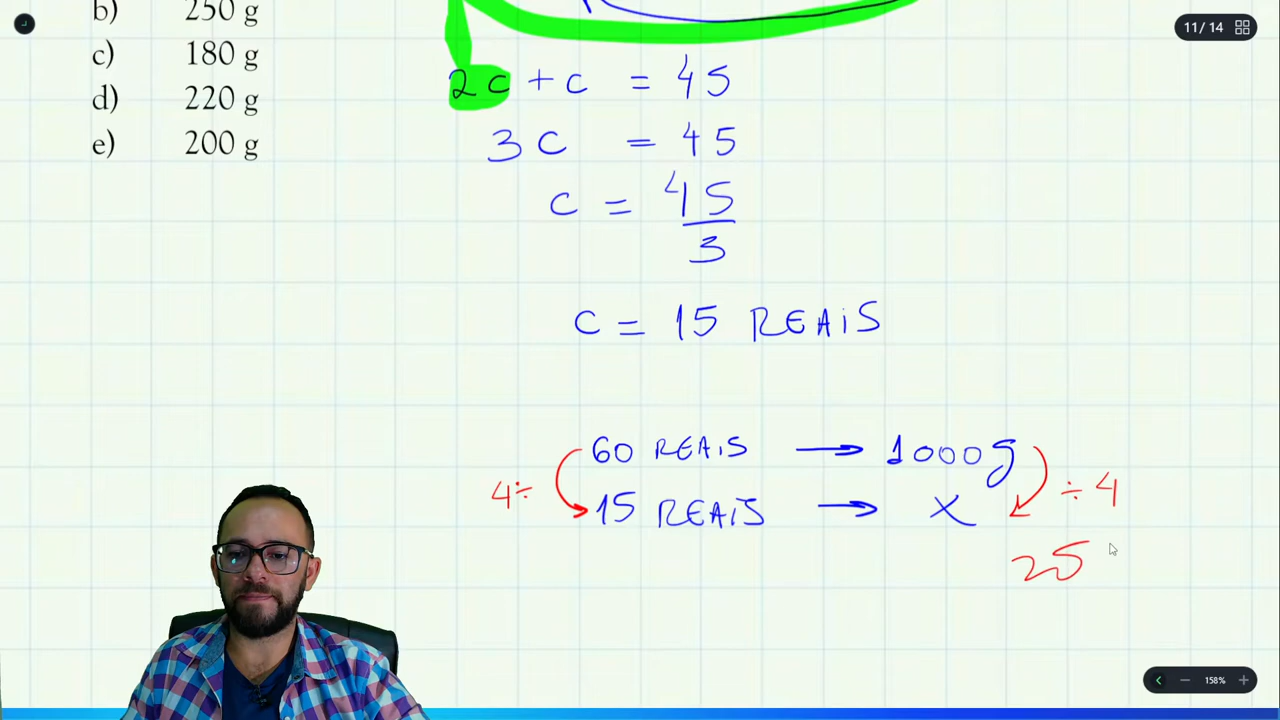 11/ 14
b) 250 g
c) 180 g
d) 220 g
e) 200 g
2c + c = 45
3c = 45
c = 45
3
c = 15 REAIS
60 REAIS → 1000g
4÷
÷ 4
15 REAIS → x
25
158%